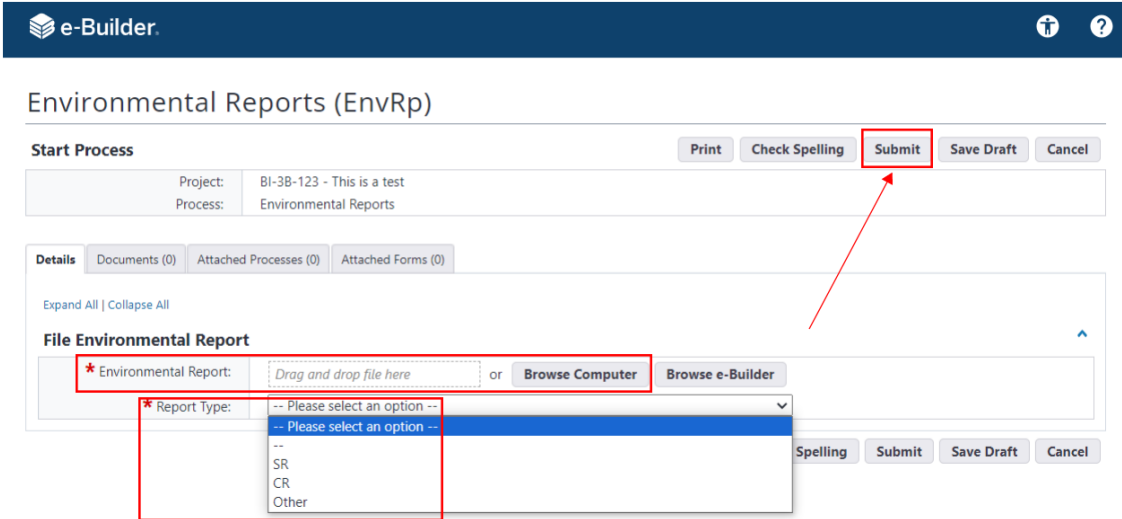 e-Builder.
Environmental Reports (EnvRp)
Start Process Print Check Spelling Submit Save Draft Cancel
Project: BI-3B-123 - This is a test
Process: Environmental Reports
Details Documents (0) Attached Processes (0) Attached Forms (0)
Expand All | Collapse All
File Environmental Report
* Environmental Report: Drag and drop file here or Browse Computer Browse e-Builder
* Report Type: -- Please select an option --
-- Please select an option --
--
SR
CR
Other
Spelling Submit Save Draft Cancel